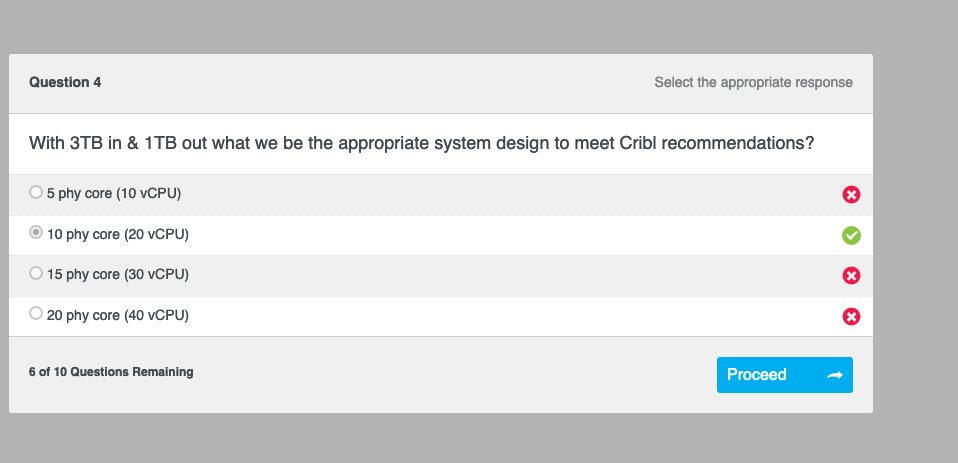 Question 4
Select the appropriate response
With 3TB in & 1TB out what we be the appropriate system design to meet Cribl recommendations?
5 phy core (10 vCPU)
10 phy core (20 vCPU)
15 phy core (30 vCPU)
20 phy core (40 vCPU)
6 of 10 Questions Remaining
Proceed